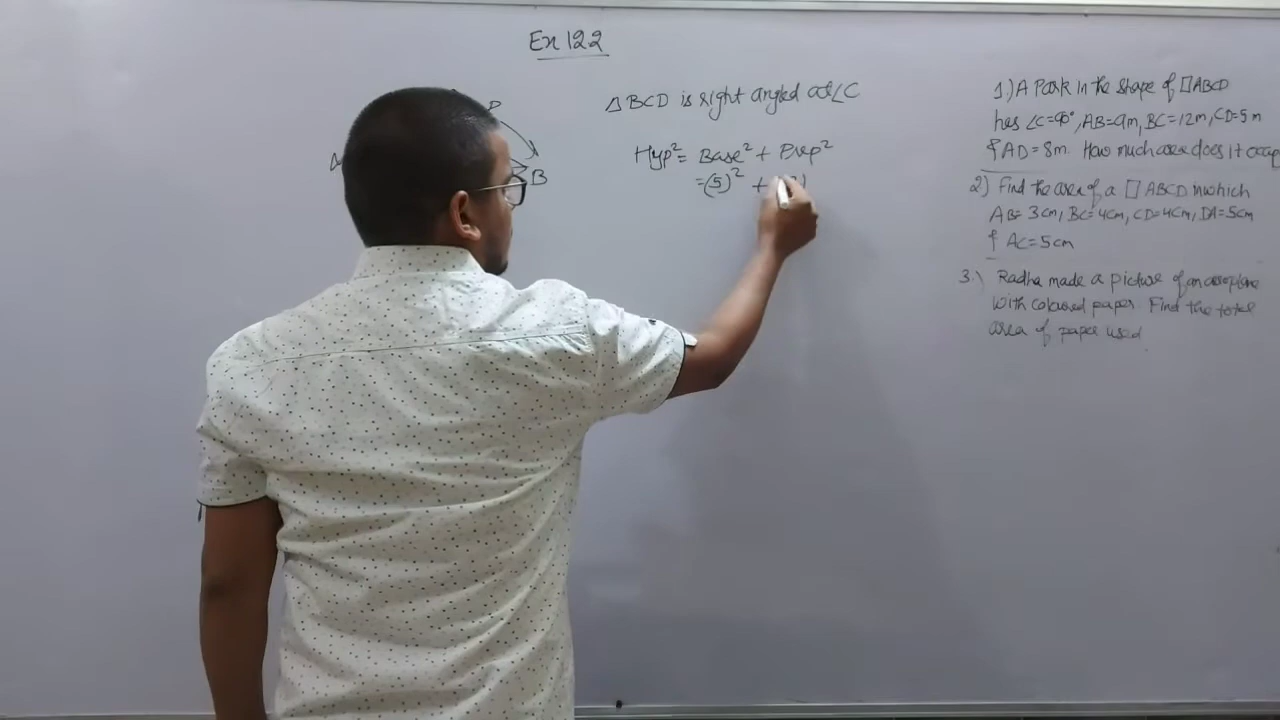 Ex 12.2
B
Δ BCD is right angled at ∠C
Hyp² = Base² + Prep²
= (5)² +
1) A Park in the shape of □ABCD
has ∠C=90°, AB=9m, BC=12m, CD=5m
& AD=8m. How much area does it occup
2) Find the area of a □ ABCD in which
AB=3cm, BC=4cm, CD=4cm, DA=5cm
& AC=5cm
3.) Radha made a picture of an aeroplane
with coloured paper. Find the total
area of paper used